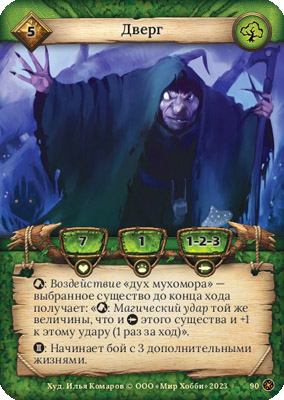 Дверг
5
7 1 1-2-3
: Воздействие «дух мухомора» —
выбранное существо до конца хода
получает: «: Магический удар той же
величины, что и этого существа и +1
к этому удару (1 раз за ход)».
: Начинает бой с 3 дополнительными
жизнями.
Худ. Илья Комаров © ООО «Мир Хобби» 2023 90